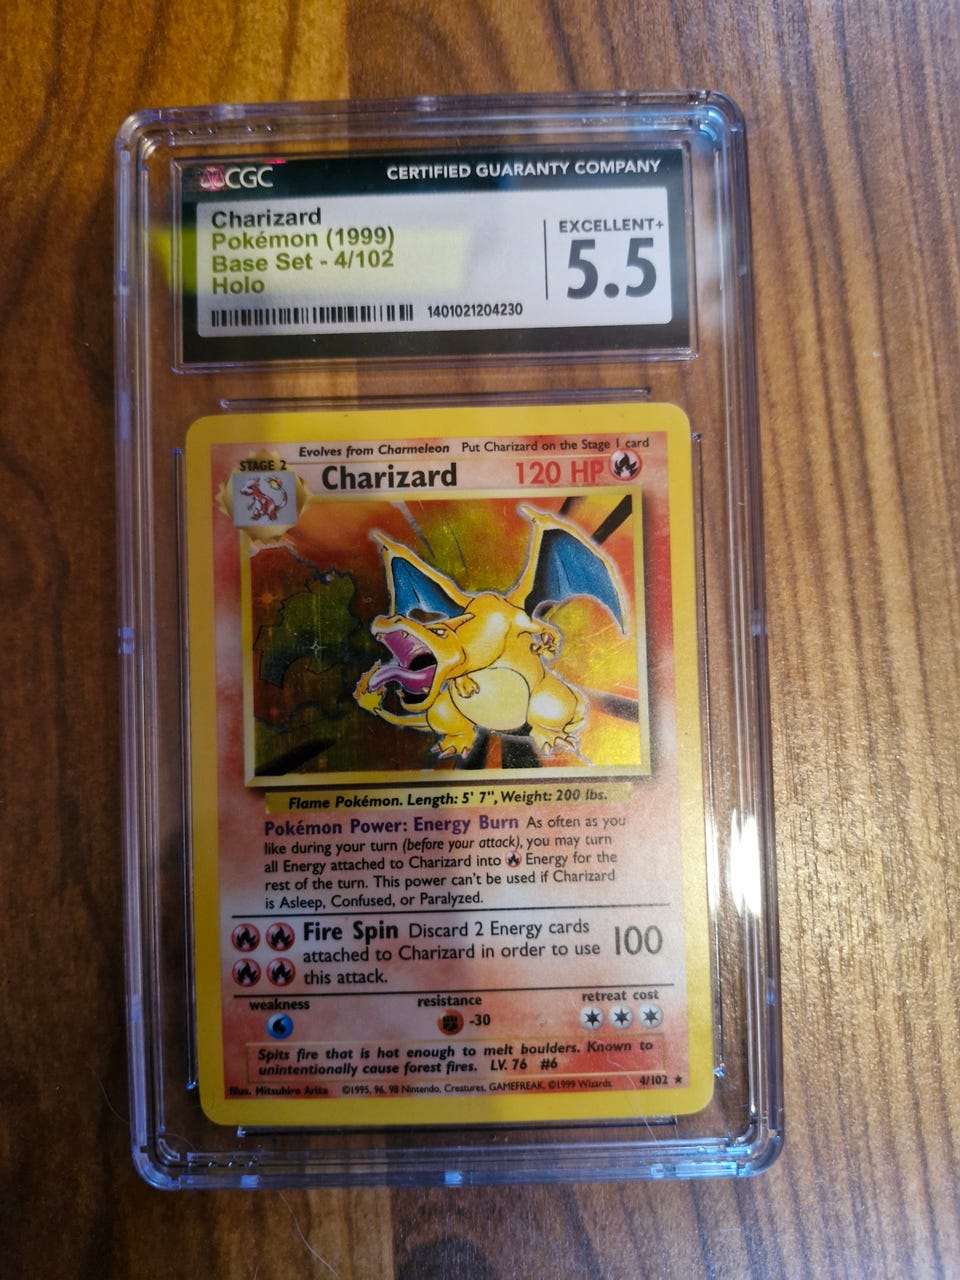 CGC
CERTIFIED GUARANTY COMPANY
Charizard
Pokémon (1999)
Base Set - 4/102
Holo
EXCELLENT+
5.5
1401021204230
Evolves from Charmeleon Put Charizard on the Stage 1 card
STAGE 2
Charizard
120 HP
Flame Pokémon. Length: 5' 7", Weight: 200 lbs.
Pokémon Power: Energy Burn As often as you
like during your turn (before your attack), you may turn
all Energy attached to Charizard into Energy for the
rest of the turn. This power can't be used if Charizard
is Asleep, Confused, or Paralyzed.
Fire Spin Discard 2 Energy cards
attached to Charizard in order to use
this attack.
100
weakness
resistance
-30
retreat cost
Spits fire that is hot enough to melt boulders. Known to
unintentionally cause forest fires. LV. 76 #6
Illus. Mitsuhiro Arita ©1995, 96, 98 Nintendo, Creatures, GAMEFREAK. ©1999 Wizards. 4/102 ★